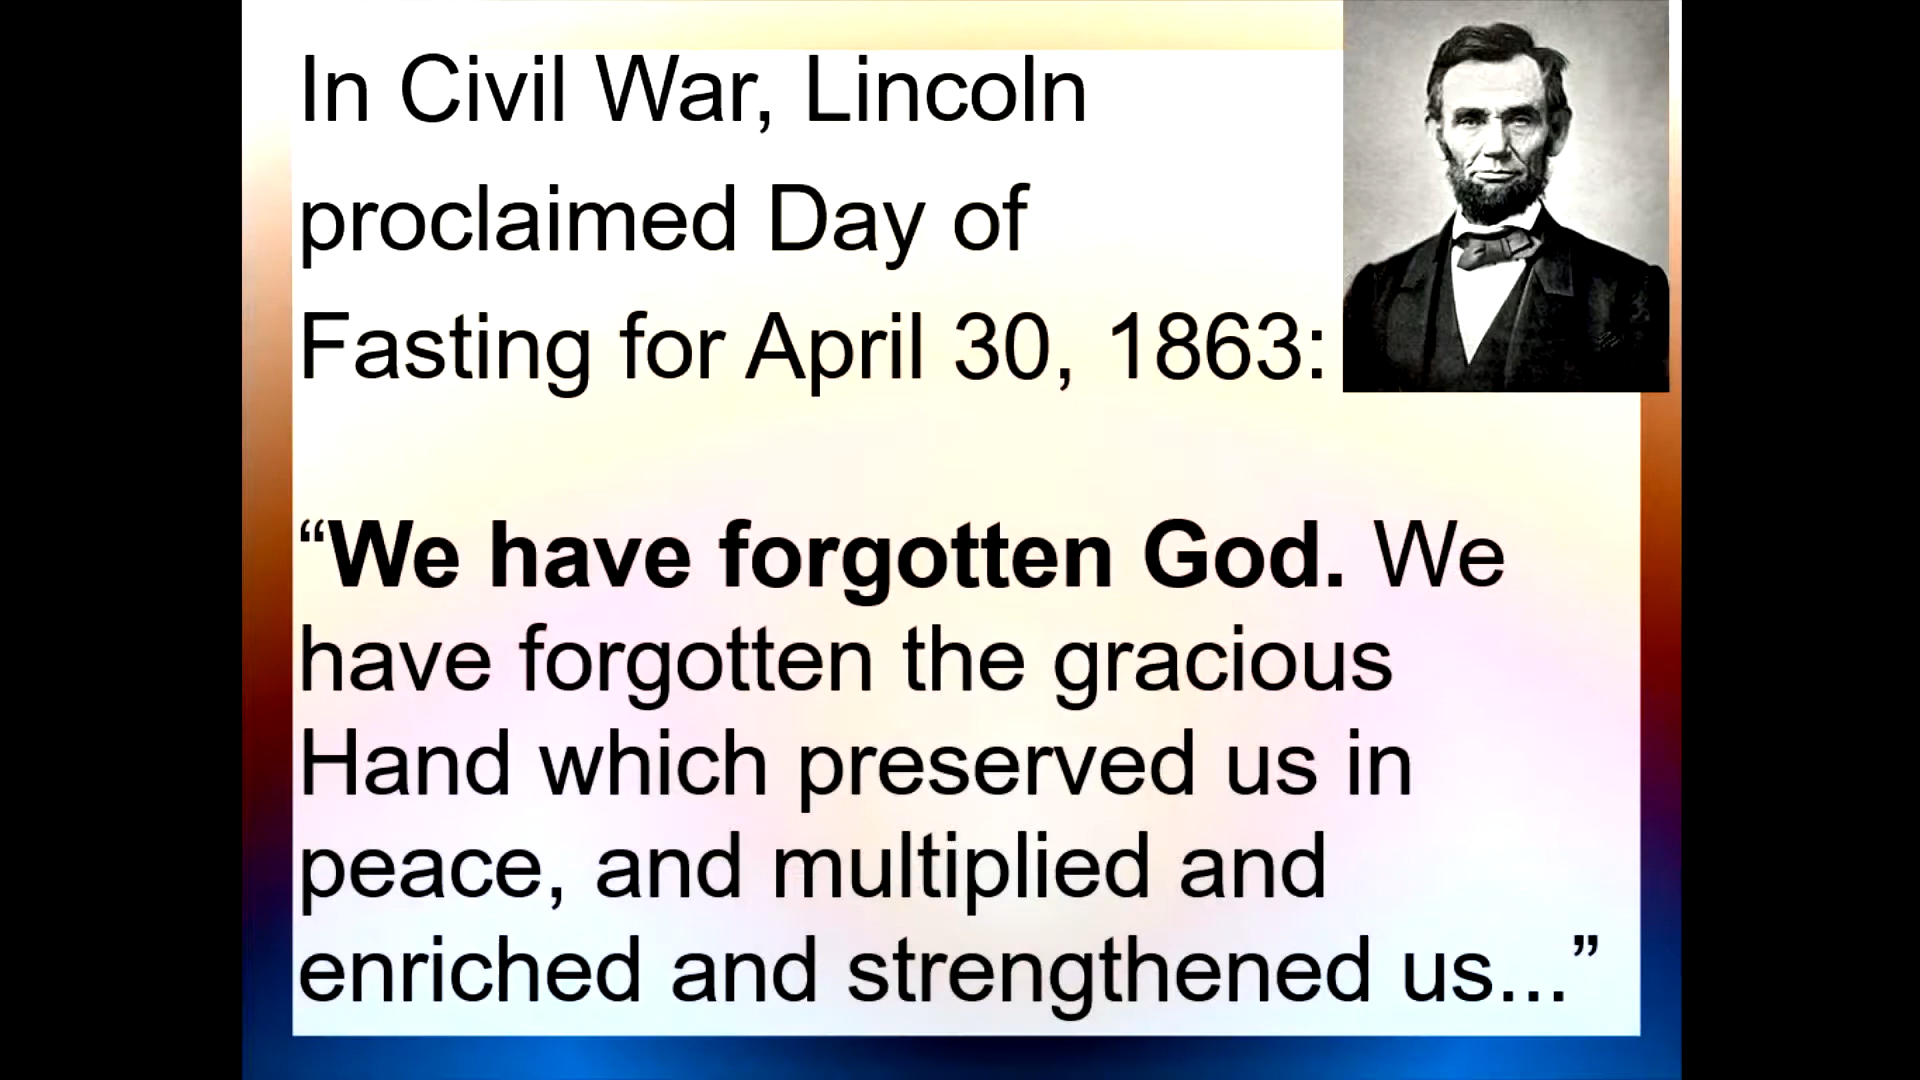 In Civil War, Lincoln
proclaimed Day of
Fasting for April 30, 1863:
“We have forgotten God. We
have forgotten the gracious
Hand which preserved us in
peace, and multiplied and
enriched and strengthened us...”